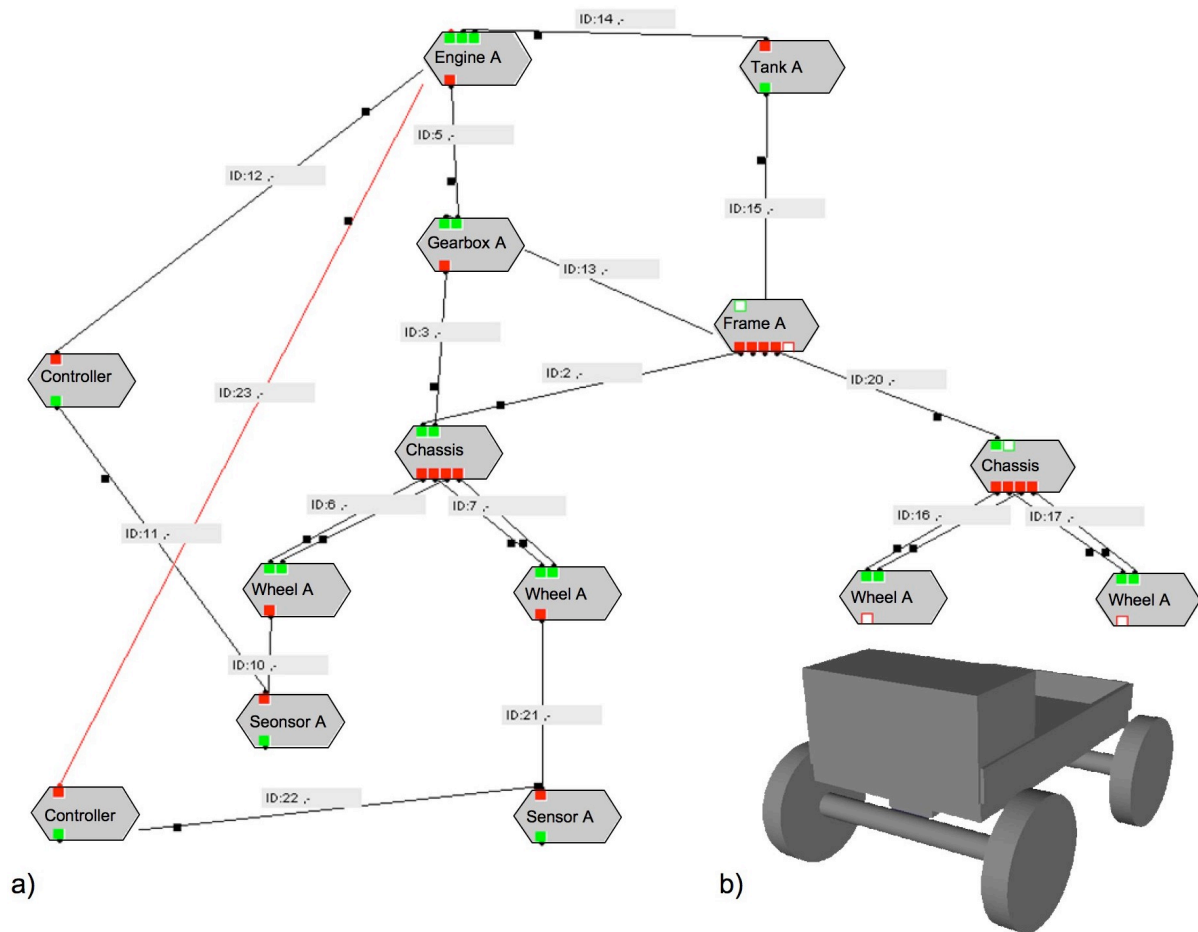 ID:14 ,-
Engine A
Tank A
ID:5 ,-
ID:12 ,-
ID:15 ,-
Gearbox A
ID:13 ,-
Frame A
ID:3 ,-
Controller
ID:2 ,-
ID:20 ,-
ID:23 ,-
Chassis
Chassis
ID:6 ,-
ID:7 ,-
ID:16 ,-
ID:17 ,-
ID:11 ,-
Wheel A
Wheel A
Wheel A
Wheel A
ID:10 ,-
Seonsor A
ID:21 ,-
ID:22 ,-
Controller
Sensor A
a)
b)